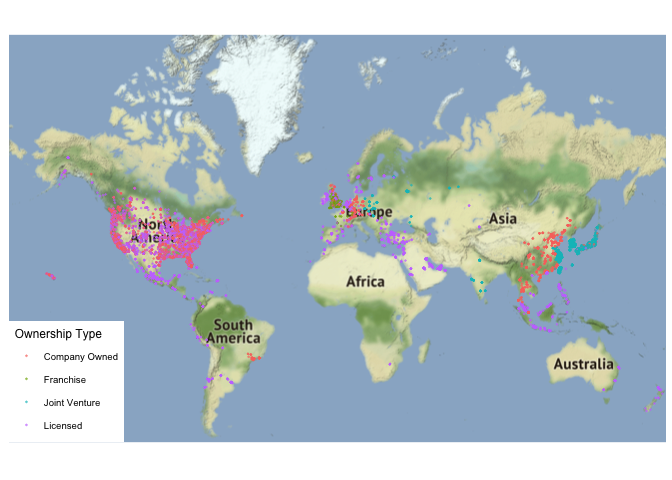 North
America
Europe
Asia
Africa
South
America
Australia
Ownership Type
Company Owned
Franchise
Joint Venture
Licensed